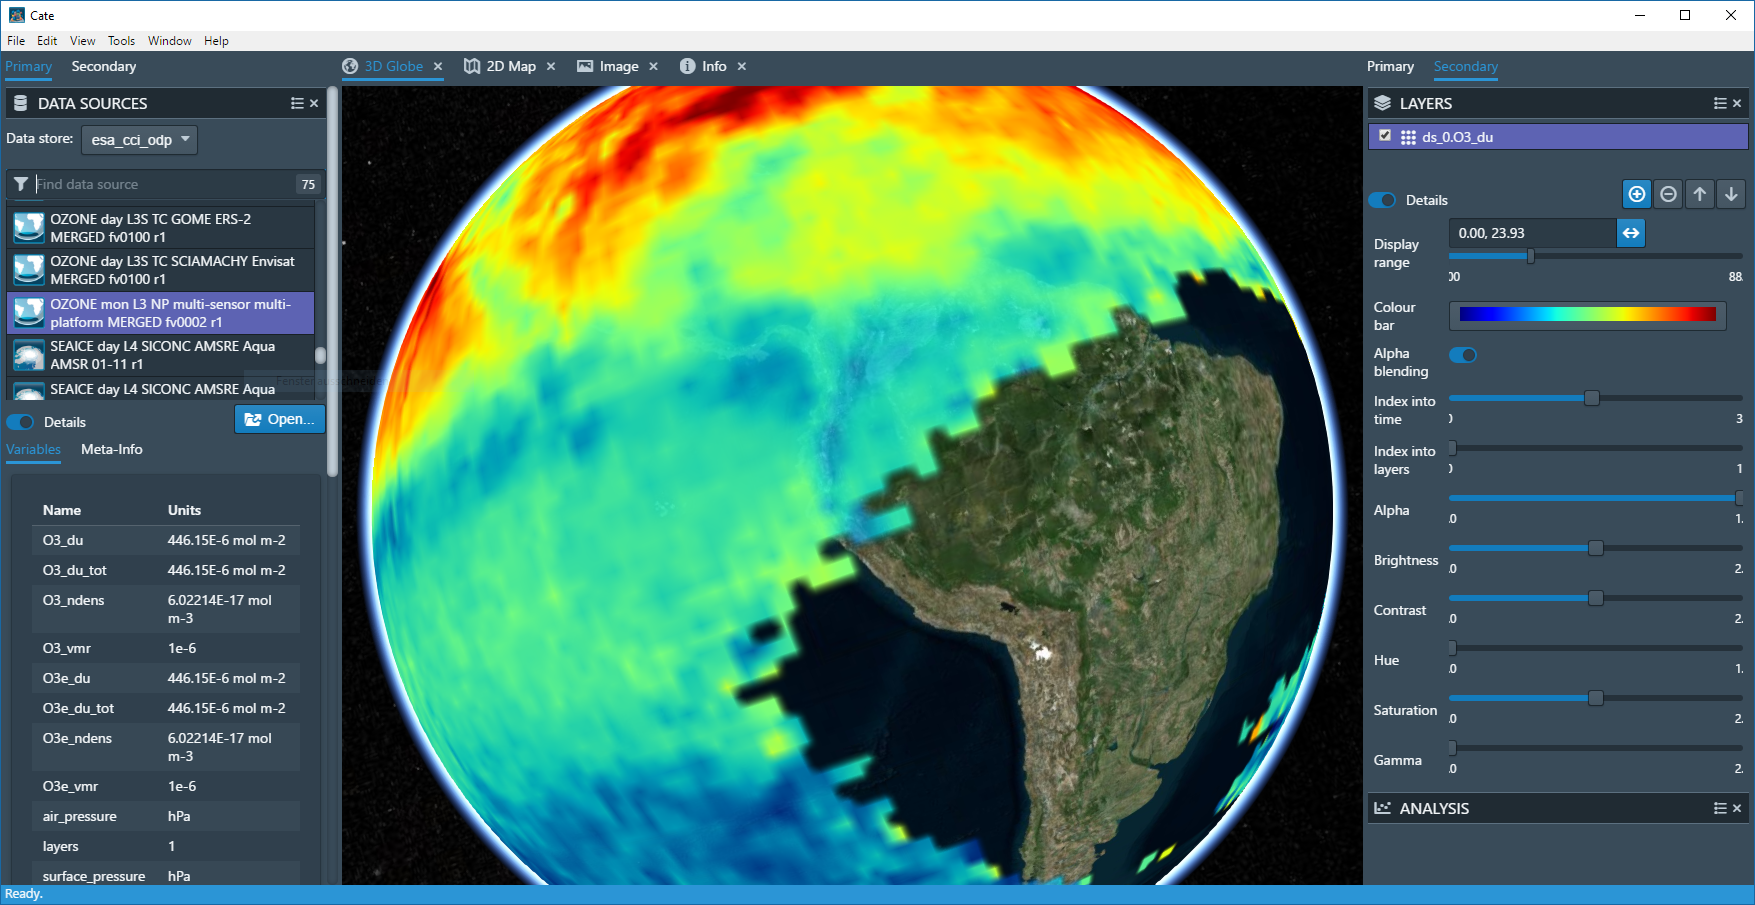 Cate
File Edit View Tools Window Help
Primary Secondary
DATA SOURCES
Data store: esa_cci_odp
Find data source 75
OZONE day L3S TC GOME ERS-2
MERGED fv0100 r1
OZONE day L3S TC SCIAMACHY Envisat
MERGED fv0100 r1
OZONE mon L3 NP multi-sensor multi-
platform MERGED fv0002 r1
SEAICE day L4 SICONC AMSRE Aqua
AMSR 01-11 r1
SEAICE day L4 SICONC AMSRE Aqua
Details Open...
Variables Meta-Info
Name Units
O3_du 446.15E-6 mol m-2
O3_du_tot 446.15E-6 mol m-2
O3_ndens 6.02214E-17 mol
m-3
O3_vmr 1e-6
O3e_du 446.15E-6 mol m-2
O3e_du_tot 446.15E-6 mol m-2
O3e_ndens 6.02214E-17 mol
m-3
O3e_vmr 1e-6
air_pressure hPa
layers 1
surface_pressure hPa
Ready.
3D Globe 2D Map Image Info
Primary Secondary
LAYERS
ds_0.O3_du
Details
Display
range
0.00, 23.93
00 88.
Colour
bar
Alpha
blending
Index into
time
0 3
Index into
layers
0 1
Alpha
.0 1.
Brightness
.0 2.
Contrast
.0 2.
Hue
.0 1.
Saturation
.0 2.
Gamma
.0 2.
ANALYSIS